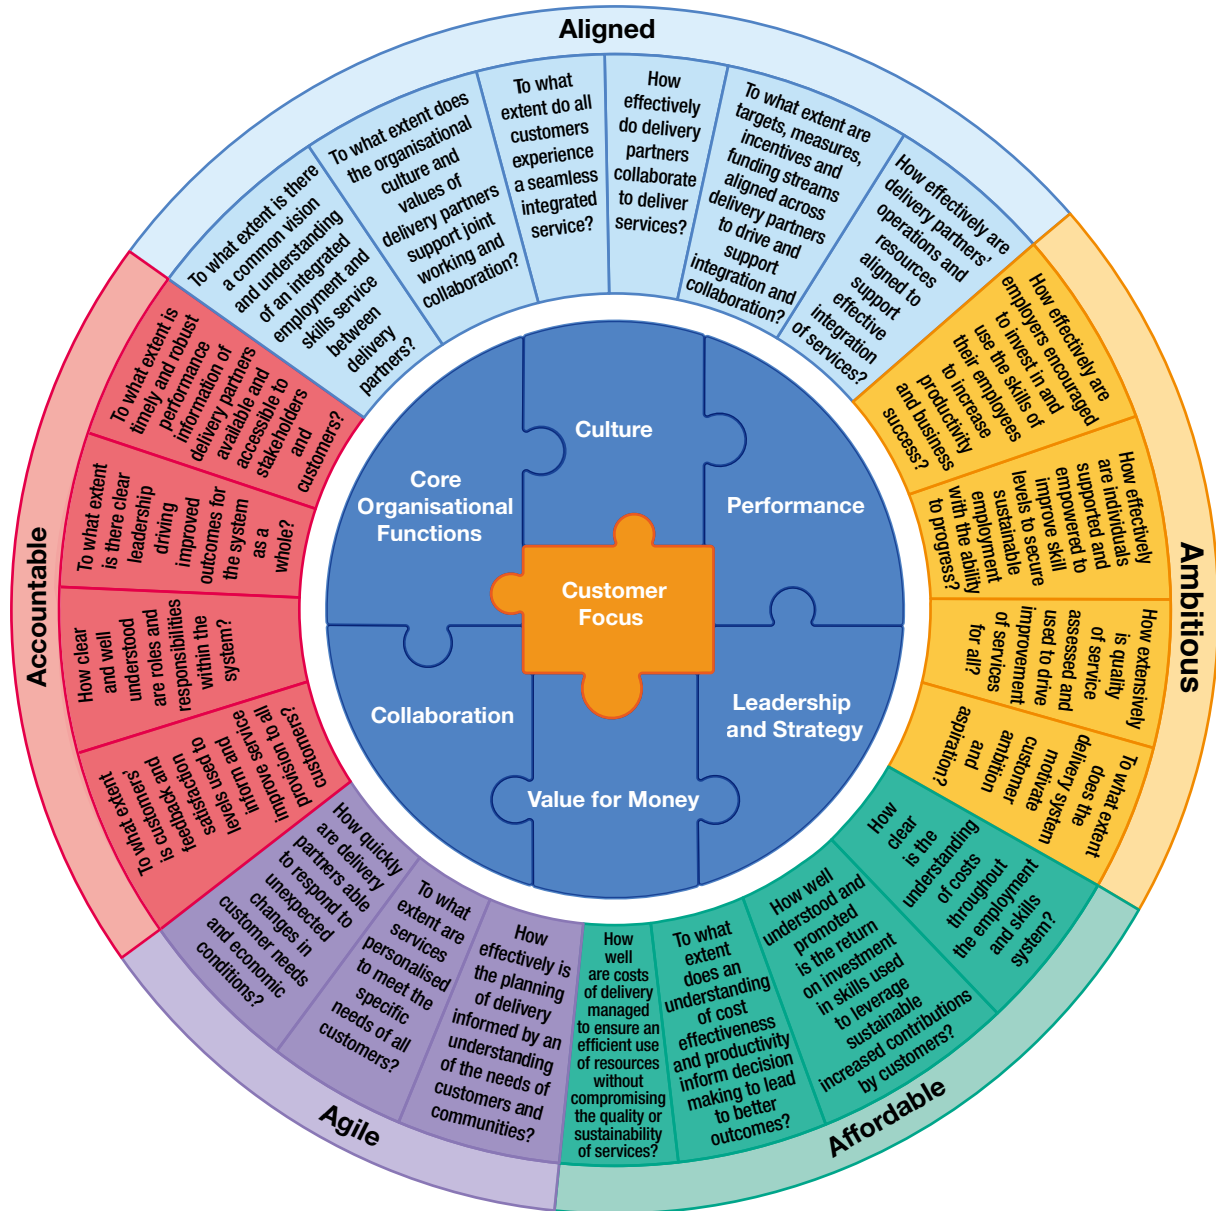 Aligned
To what extent is there
a common vision
and understanding
of an integrated
employment and
skills service
between
delivery
partners?
To what extent does
the organisational
culture and
values of
delivery partners
support joint
working and
collaboration?
To what
extent do all
customers
experience
a seamless
integrated
service?
How
effectively
do delivery
partners
collaborate
to deliver
services?
To what extent are
targets, measures,
incentives and
funding streams
aligned across
delivery partners
to drive and
support
integration and
collaboration?
How effectively are
delivery partners'
operations and
resources
aligned to
support
effective
integration
of services?
Ambitious
How effectively are
employers encouraged
to invest in and
use the skills of
their employees
to increase
productivity
and business
success?
How effectively
are individuals
supported and
empowered to
improve skill
levels to secure
sustainable
employment
with the ability
to progress?
How extensively
is quality
of service
assessed and
used to drive
improvement
of services
for all?
To what extent
does the
delivery system
motivate
customer
ambition
and
aspiration?
Affordable
How
clear
is the
understanding
of costs
throughout
the employment
and skills
system?
How well
understood and
promoted
is the return
on investment
in skills used
to leverage
sustainable
increased contributions
by customers?
To what
extent
does an
understanding
of cost
effectiveness
and productivity
inform decision
making to lead
to better
outcomes?
How
well
are costs
of delivery
managed
to ensure an
efficient use
of resources
without
compromising
the quality or
sustainability
of services?
Agile
How
effectively is
the planning
of delivery
informed by an
understanding
of the needs of
customers and
communities?
To what
extent are
services
personalised
to meet the
specific
needs of all
customers?
How quickly
are delivery
partners able
to respond to
unexpected
changes in
customer needs
and economic
conditions?
Accountable
To what extent
is customers'
feedback and
satisfaction
levels used to
inform and
improve service
provision to all
customers?
How clear
and well
understood
are roles and
responsibilities
within the
system?
To what extent
is there clear
leadership
driving
improved
outcomes for
the system
as a
whole?
To what extent is
timely and robust
performance
information of
delivery partners
available and
accessible to
stakeholders
and
customers?
Culture
Core
Organisational
Functions
Performance
Customer
Focus
Collaboration
Leadership
and Strategy
Value for Money